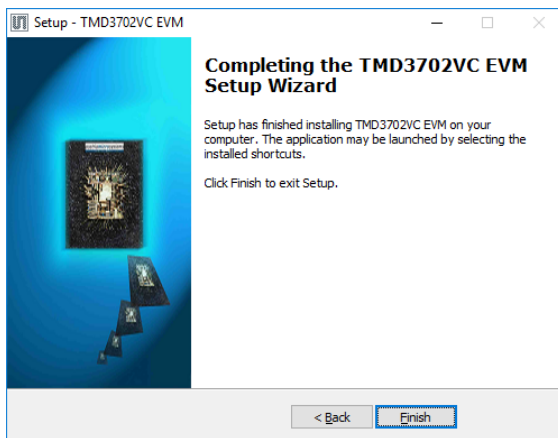 Setup - TMD3702VC EVM
Completing the TMD3702VC EVM
Setup Wizard
Setup has finished installing TMD3702VC EVM on your
computer. The application may be launched by selecting the
installed shortcuts.
Click Finish to exit Setup.
< Back
Finish